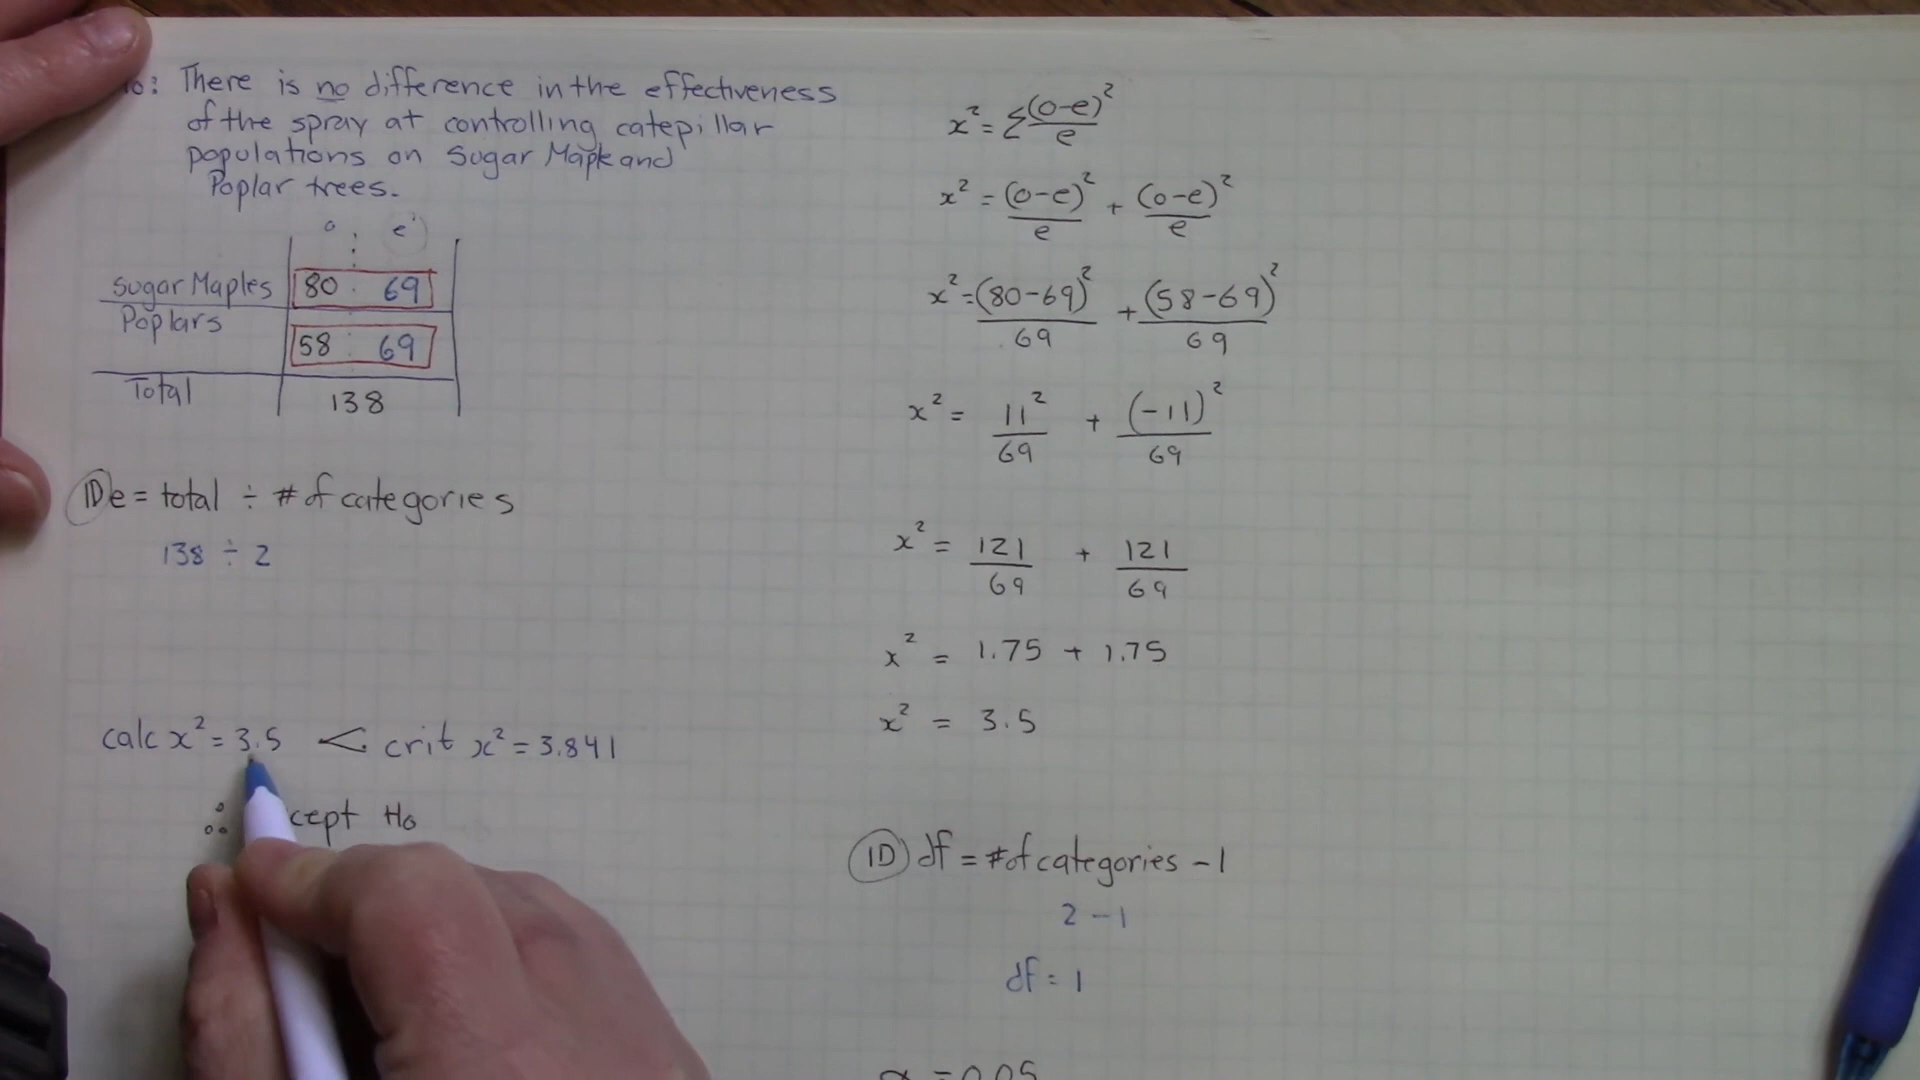 o: There is no difference in the effectiveness
of the spray at controlling catepillar
populations on Sugar Maple and
Poplar trees.
o e
Sugar Maples 80 69
Poplars
58 69
Total 138
1D e = total ÷ # of categories
138 ÷ 2
calc x² = 3.5 < crit x² = 3.841
∴ cept Ho
x² = Σ(o-e)²/e
x² = (o-e)²/e + (o-e)²/e
x² = (80-69)²/69 + (58-69)²/69
x² = 11²/69 + (-11)²/69
x² = 121/69 + 121/69
x² = 1.75 + 1.75
x² = 3.5
1D df = # of categories - 1
2 - 1
df = 1
α = 0.05